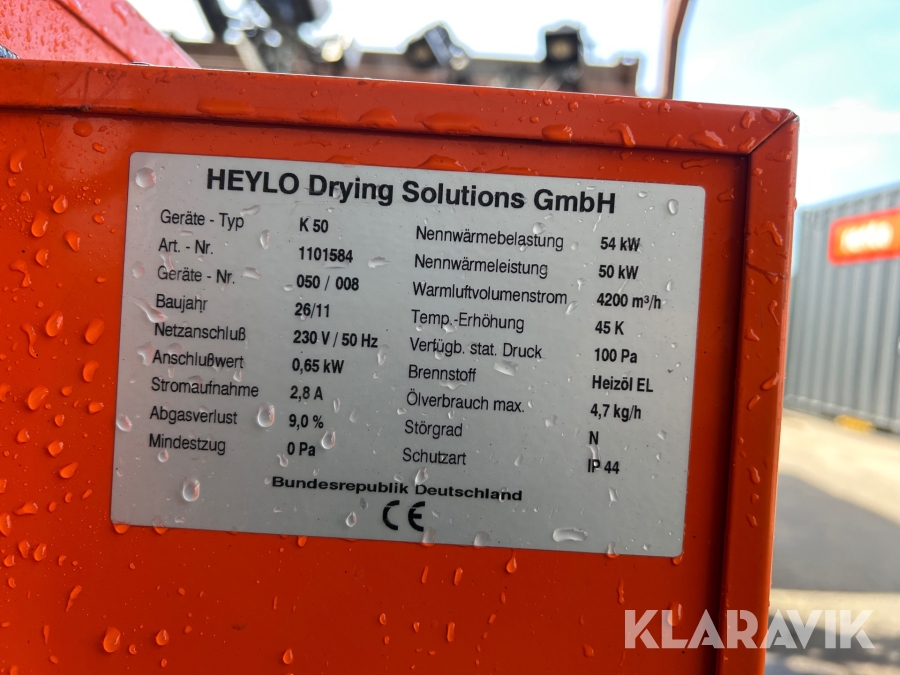 HEYLO Drying Solutions GmbH
Geräte - Typ K 50
Art. - Nr. 1101584
Geräte - Nr. 050 / 008
Baujahr 26/11
Netzanschluß 230 V / 50 Hz
Anschlußwert 0,65 kW
Stromaufnahme 2,8 A
Abgasverlust 9,0 %
Mindestzug 0 Pa
Nennwärmebelastung 54 kW
Nennwärmeleistung 50 kW
Warmluftvolumenstrom 4200 m³/h
Temp.-Erhöhung 45 K
Verfügb. stat. Druck 100 Pa
Brennstoff Heizöl EL
Ölverbrauch max. 4,7 kg/h
Störgrad N
Schutzart IP 44
Bundesrepublik Deutschland
CE
KLARAVIK